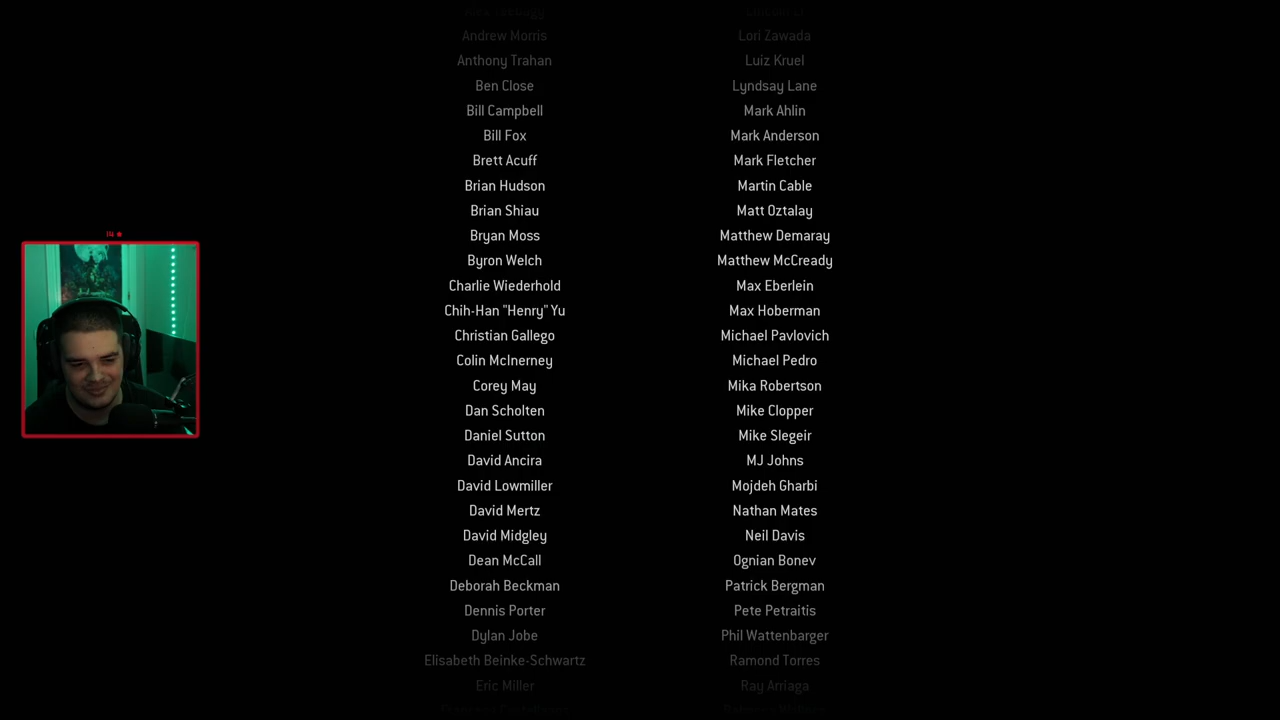 Andrew Morris
Anthony Trahan
Ben Close
Bill Campbell
Bill Fox
Brett Acuff
Brian Hudson
Brian Shiau
Bryan Moss
Byron Welch
Charlie Wiederhold
Chih-Han "Henry" Yu
Christian Gallego
Colin McInerney
Corey May
Dan Scholten
Daniel Sutton
David Ancira
David Lowmiller
David Mertz
David Midgley
Dean McCall
Deborah Beckman
Dennis Porter
Dylan Jobe
Elisabeth Beinke-Schwartz
Eric Miller
Lori Zawada
Luiz Kruel
Lyndsay Lane
Mark Ahlin
Mark Anderson
Mark Fletcher
Martin Cable
Matt Oztalay
Matthew Demaray
Matthew McCready
Max Eberlein
Max Hoberman
Michael Pavlovich
Michael Pedro
Mika Robertson
Mike Clopper
Mike Slegeir
MJ Johns
Mojdeh Gharbi
Nathan Mates
Neil Davis
Ognian Bonev
Patrick Bergman
Pete Petraitis
Phil Wattenbarger
Ramond Torres
Ray Arriaga